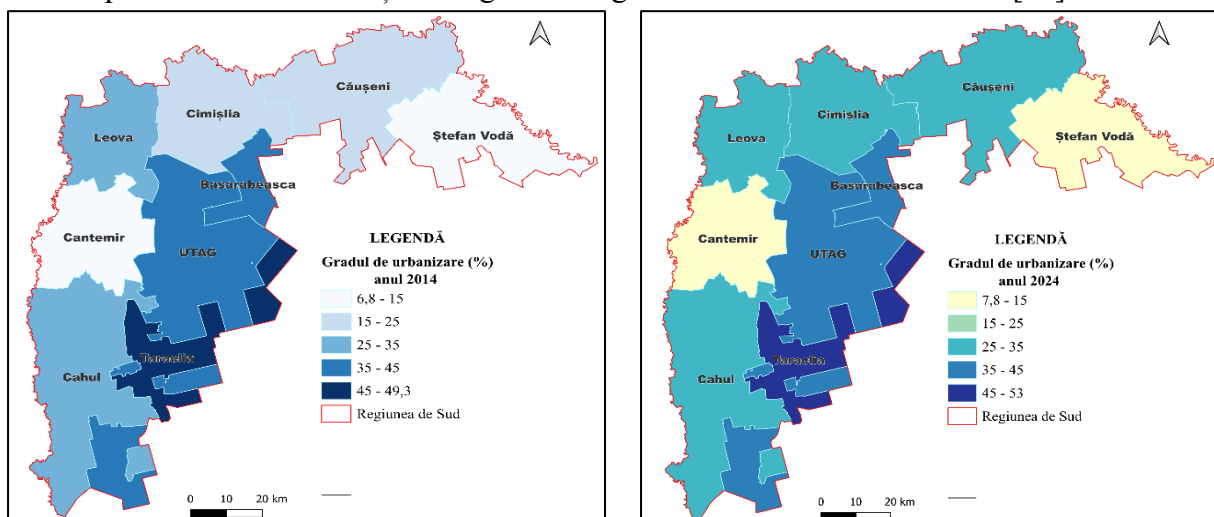 Căușeni
Cimișlia
Leova
Ștefan Vodă
Basarabeasca
Cantemir
UTAG
Taraclia
Cahul
LEGENDĂ
Gradul de urbanizare (%)
anul 2014
6,8 - 15
15 - 25
25 - 35
35 - 45
45 - 49,3
Regiunea de Sud
0 10 20 km
Căușeni
Cimișlia
Leova
Ștefan Vodă
Basarabeasca
Cantemir
UTAG
Taraclia
Cahul
LEGENDĂ
Gradul de urbanizare (%)
anul 2024
7,8 - 15
15 - 25
25 - 35
35 - 45
45 - 53
Regiunea de Sud
0 10 20 km